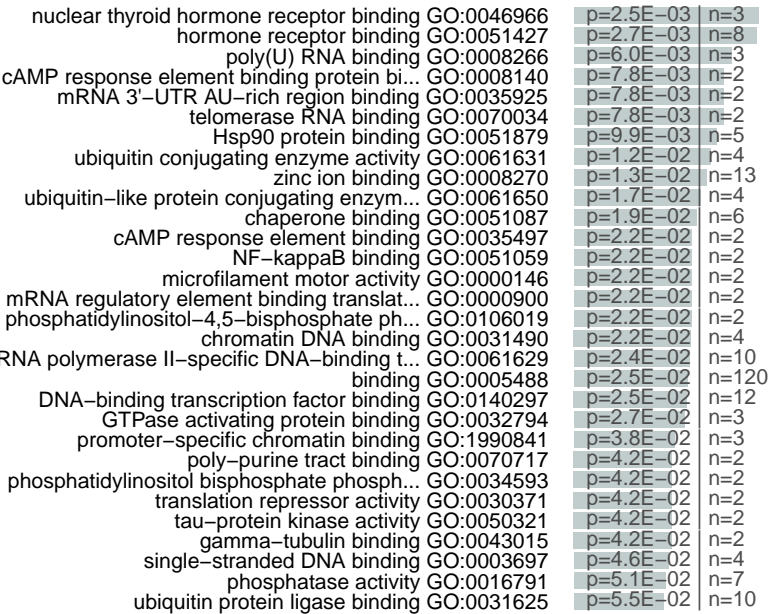 nuclear thyroid hormone receptor binding GO:0046966 p=2.5E−03 n=3
hormone receptor binding GO:0051427 p=2.7E−03 n=8
poly(U) RNA binding GO:0008266 p=6.0E−03 n=3
cAMP response element binding protein bi... GO:0008140 p=7.8E−03 n=2
mRNA 3'−UTR AU−rich region binding GO:0035925 p=7.8E−03 n=2
telomerase RNA binding GO:0070034 p=7.8E−03 n=2
Hsp90 protein binding GO:0051879 p=9.9E−03 n=5
ubiquitin conjugating enzyme activity GO:0061631 p=1.2E−02 n=4
zinc ion binding GO:0008270 p=1.3E−02 n=13
ubiquitin−like protein conjugating enzym... GO:0061650 p=1.7E−02 n=4
chaperone binding GO:0051087 p=1.9E−02 n=6
cAMP response element binding GO:0035497 p=2.2E−02 n=2
NF−kappaB binding GO:0051059 p=2.2E−02 n=2
microfilament motor activity GO:0000146 p=2.2E−02 n=2
mRNA regulatory element binding translat... GO:0000900 p=2.2E−02 n=2
phosphatidylinositol−4,5−bisphosphate ph... GO:0106019 p=2.2E−02 n=2
chromatin DNA binding GO:0031490 p=2.2E−02 n=4
RNA polymerase II−specific DNA−binding t... GO:0061629 p=2.4E−02 n=10
binding GO:0005488 p=2.5E−02 n=120
DNA−binding transcription factor binding GO:0140297 p=2.5E−02 n=12
GTPase activating protein binding GO:0032794 p=2.7E−02 n=3
promoter−specific chromatin binding GO:1990841 p=3.8E−02 n=3
poly−purine tract binding GO:0070717 p=4.2E−02 n=2
phosphatidylinositol bisphosphate phosph... GO:0034593 p=4.2E−02 n=2
translation repressor activity GO:0030371 p=4.2E−02 n=2
tau−protein kinase activity GO:0050321 p=4.2E−02 n=2
gamma−tubulin binding GO:0043015 p=4.2E−02 n=2
single−stranded DNA binding GO:0003697 p=4.6E−02 n=4
phosphatase activity GO:0016791 p=5.1E−02 n=7
ubiquitin protein ligase binding GO:0031625 p=5.5E−02 n=10